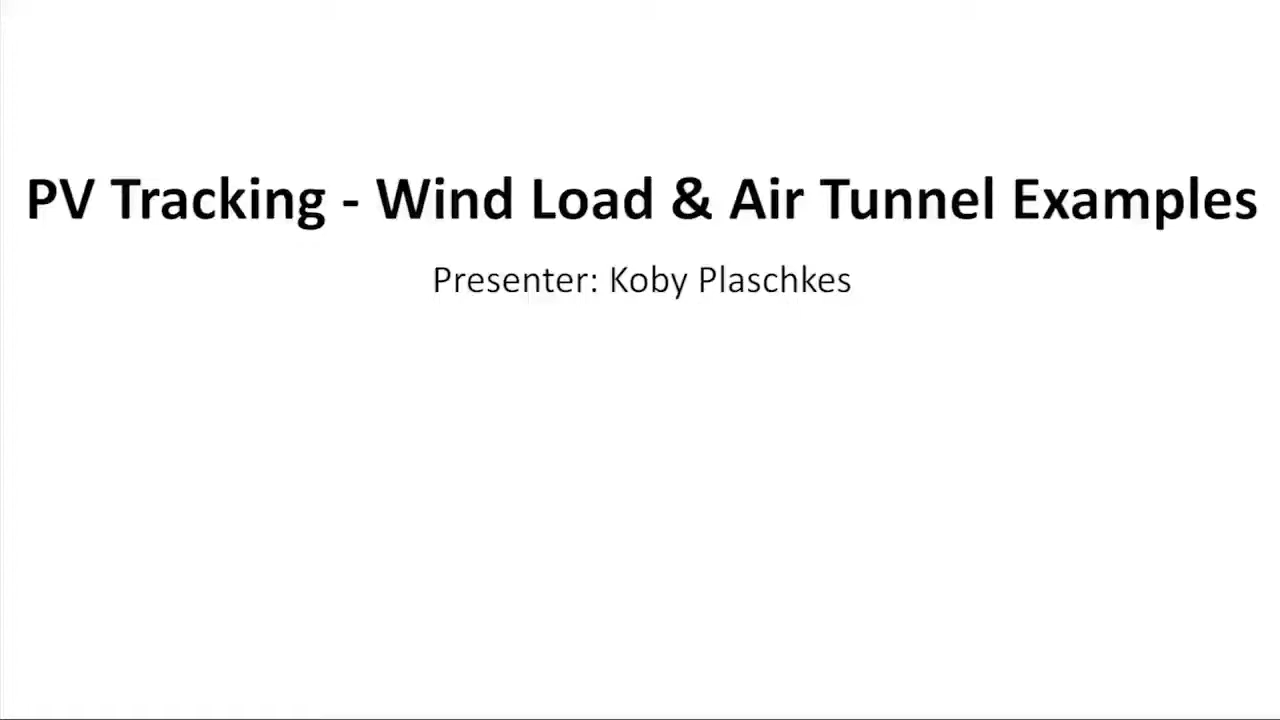 PV Tracking - Wind Load & Air Tunnel Examples
Presenter: Koby Plaschkes